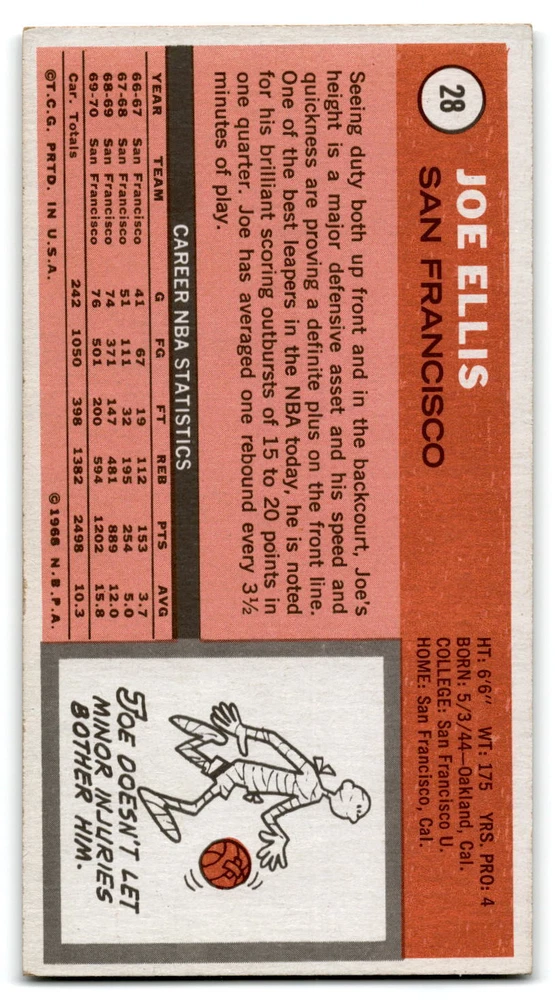 28
JOE ELLIS
SAN FRANCISCO
HT: 6'6" WT: 175 YRS. PRO: 4
BORN: 5/3/44—Oakland, Cal.
COLLEGE: San Francisco U.
HOME: San Francisco, Cal.
Seeing duty both up front and in the backcourt, Joe's
height is a major defensive asset and his speed and
quickness are proving a definite plus on the front line.
One of the best leapers in the NBA today, he is noted
for his brilliant scoring outbursts of 15 to 20 points in
one quarter. Joe has averaged one rebound every 3½
minutes of play.
CAREER NBA STATISTICS
YEAR TEAM G FG FT REB PTS AVG
66-67 San Francisco 41 67 19 112 153 3.7
67-68 San Francisco 51 111 32 195 254 5.0
68-69 San Francisco 74 371 147 481 889 12.0
69-70 San Francisco 76 501 200 594 1202 15.8
Car. Totals 242 1050 398 1382 2498 10.3
©T.C.G. PRTD. IN U.S.A. ©1968 N.B.P.A.
JOE DOESN'T LET
MINOR INJURIES
BOTHER HIM.